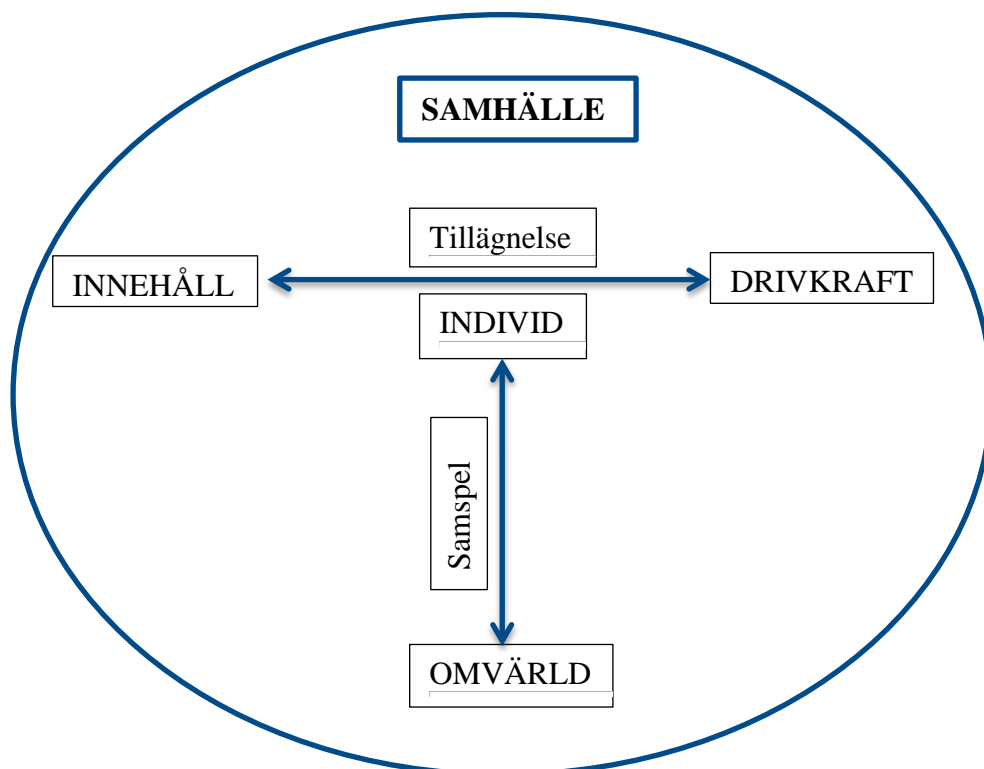 SAMHÄLLE
Tillägnelse
INNEHÅLL
DRIVKRAFT
INDIVID
Samspel
OMVÄRLD